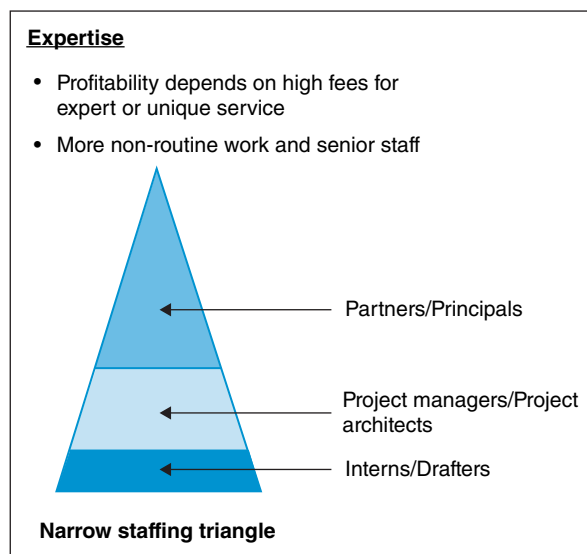 Expertise
• Profitability depends on high fees for
expert or unique service
• More non-routine work and senior staff
Partners/Principals
Project managers/Project
architects
Interns/Drafters
Narrow staffing triangle